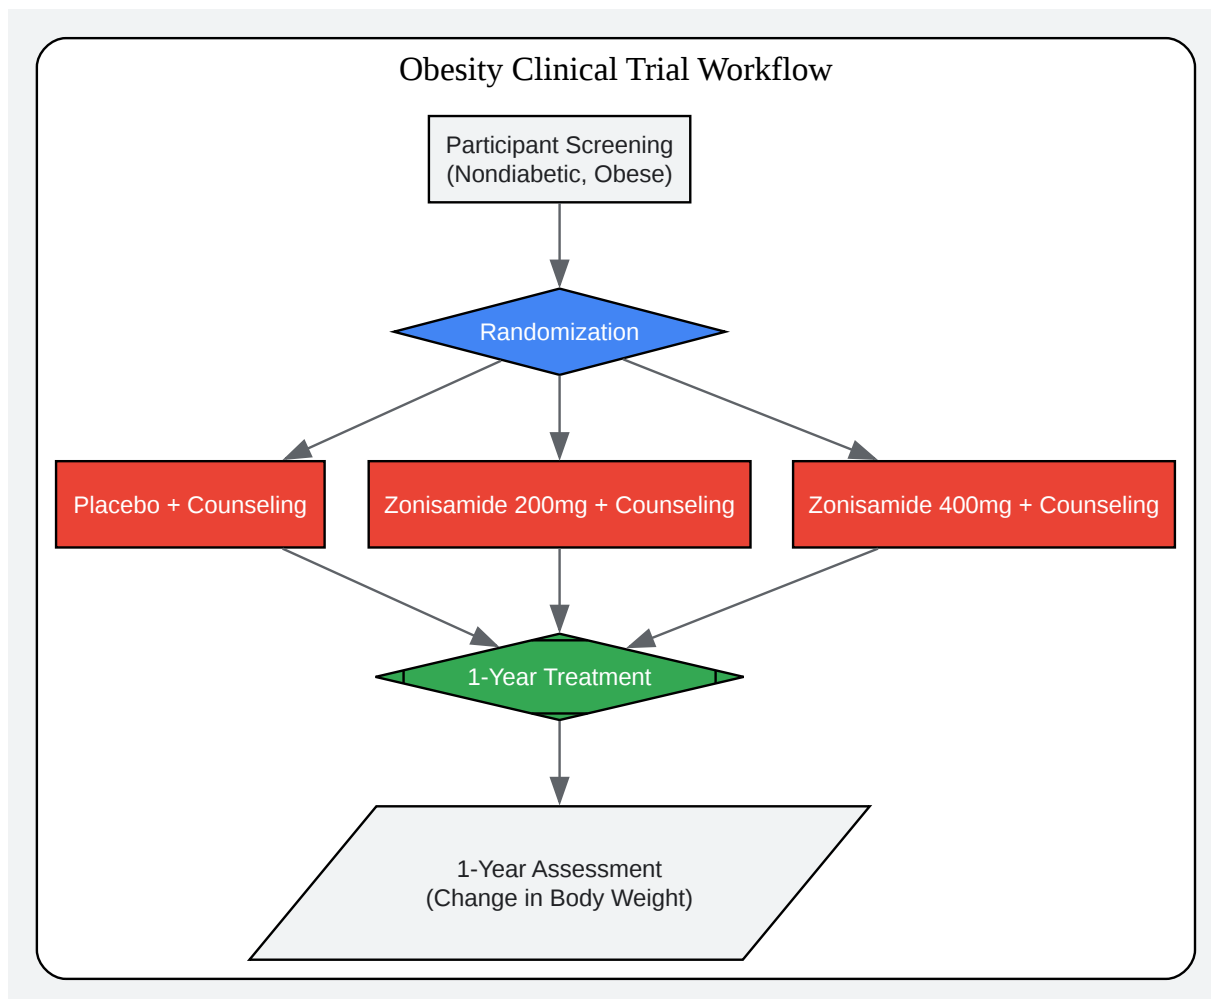 Obesity Clinical Trial Workflow
Participant Screening
(Nondiabetic, Obese)
Randomization
Placebo + Counseling
Zonisamide 200mg + Counseling
Zonisamide 400mg + Counseling
1-Year Treatment
1-Year Assessment
(Change in Body Weight)